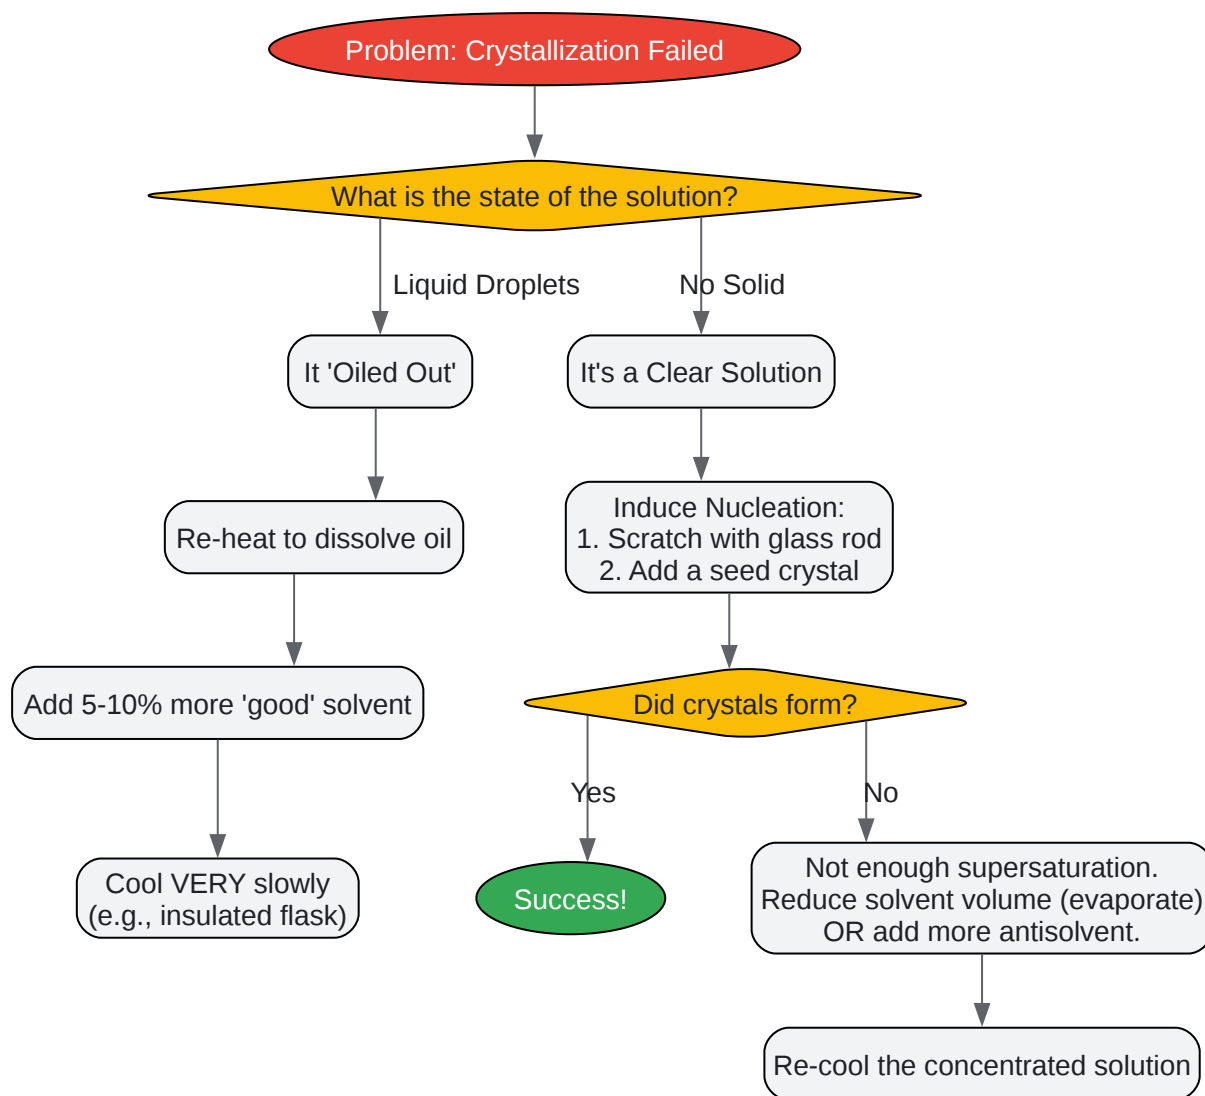 Problem: Crystallization Failed
What is the state of the solution?
Liquid Droplets
No Solid
It 'Oiled Out'
It's a Clear Solution
Re-heat to dissolve oil
Induce Nucleation:
1. Scratch with glass rod
2. Add a seed crystal
Add 5-10% more 'good' solvent
Did crystals form?
Yes
No
Cool VERY slowly
(e.g., insulated flask)
Success!
Not enough supersaturation.
Reduce solvent volume (evaporate)
OR add more antisolvent.
Re-cool the concentrated solution